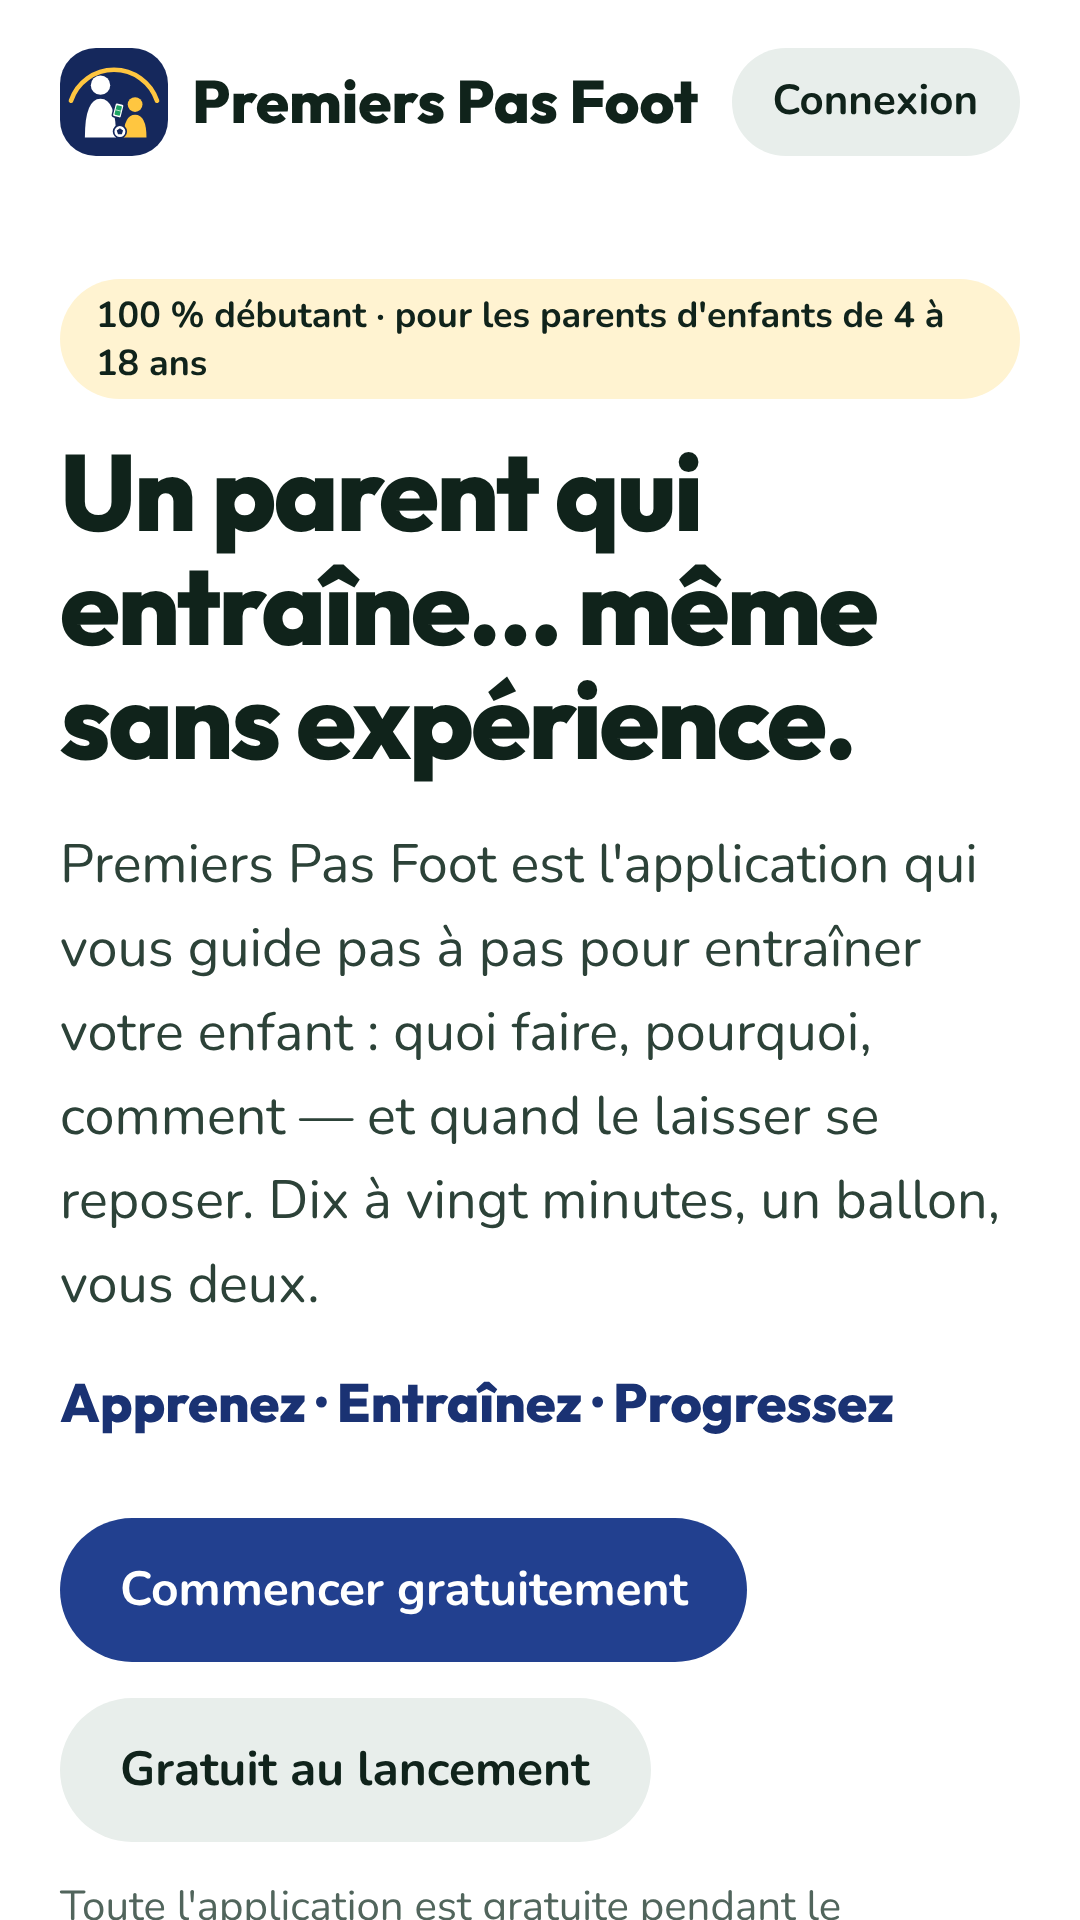 Premiers Pas Foot
Connexion
100 % débutant · pour les parents d'enfants de 4 à
18 ans
Un parent qui
entraîne… même
sans expérience.
Premiers Pas Foot est l'application qui
vous guide pas à pas pour entraîner
votre enfant : quoi faire, pourquoi,
comment — et quand le laisser se
reposer. Dix à vingt minutes, un ballon,
vous deux.
Apprenez · Entraînez · Progressez
Commencer gratuitement
Gratuit au lancement
Toute l'application est gratuite pendant le